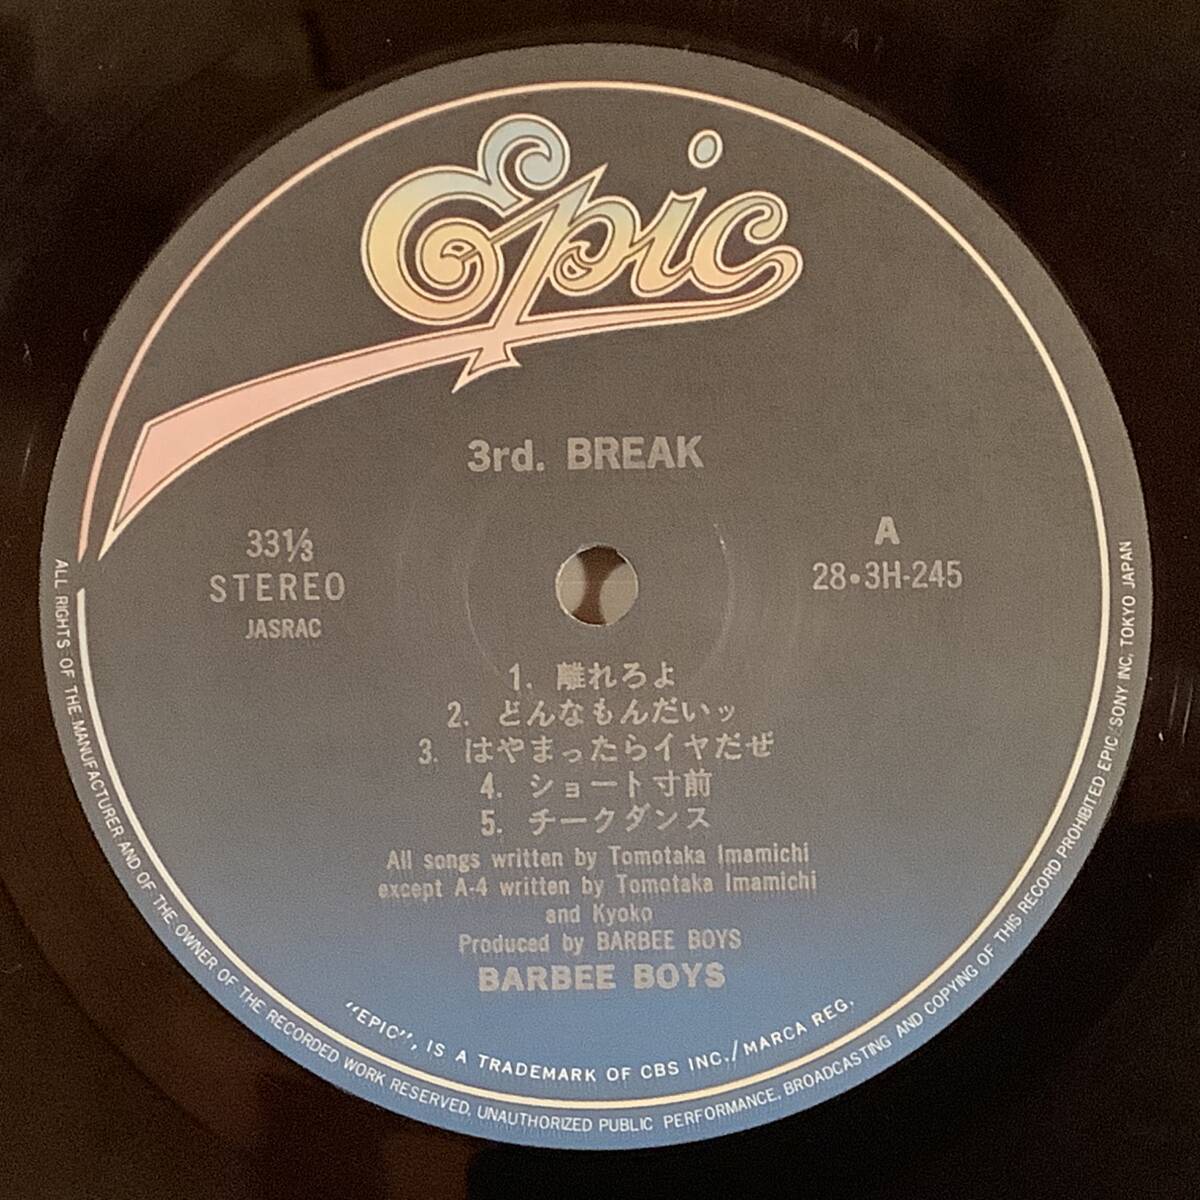 Epic
3rd. BREAK
33⅓
STEREO
JASRAC
A
28・3H-245
1. 離れろよ
2. どんなもんだいッ
3. はやまったらイヤだぜ
4. ショート寸前
5. チークダンス
All songs written by Tomotaka Imamichi
except A-4 written by Tomotaka Imamichi
and Kyoko
Produced by BARBEE BOYS
BARBEE BOYS
"EPIC", IS A TRADEMARK OF CBS INC./MARCA REG.
ALL RIGHTS OF THE MANUFACTURER AND OF THE OWNER OF THE RECORDED WORK RESERVED. UNAUTHORIZED PUBLIC PERFORMANCE, BROADCASTING AND COPYING OF THIS RECORD PROHIBITED EPIC/SONY INC, TOKYO JAPAN